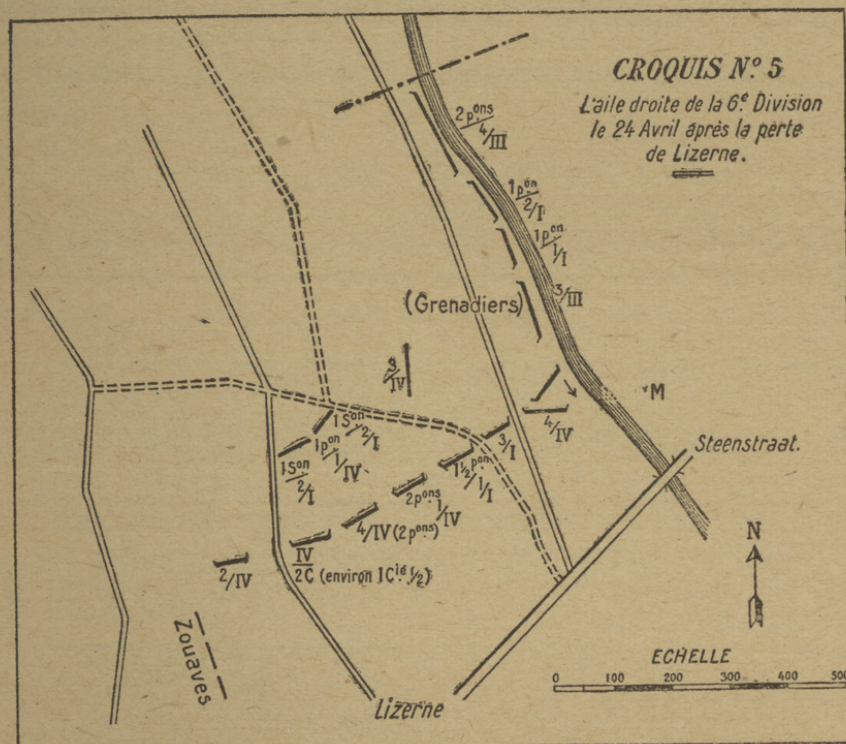 CROQUIS N.º 5
L'aile droite de la 6.e Division
le 24 Avril après la perte
de Lizerne.
2 pons
4/III
1 pon
2/I
1 pon
1/I
3/III
(Grenadiers)
3/IV
M
4/IV
3/I
Steenstraat.
1 Son
2/I
1 pon
1/IV
1 Son
2/I
1 ½ pon
1/I
2 pons
1/IV
4/IV (2 pons)
IV
2C (environ 1 Cie ½)
2/IV
Zouaves
Lizerne
N
ECHELLE
0 100 200 300 400 500